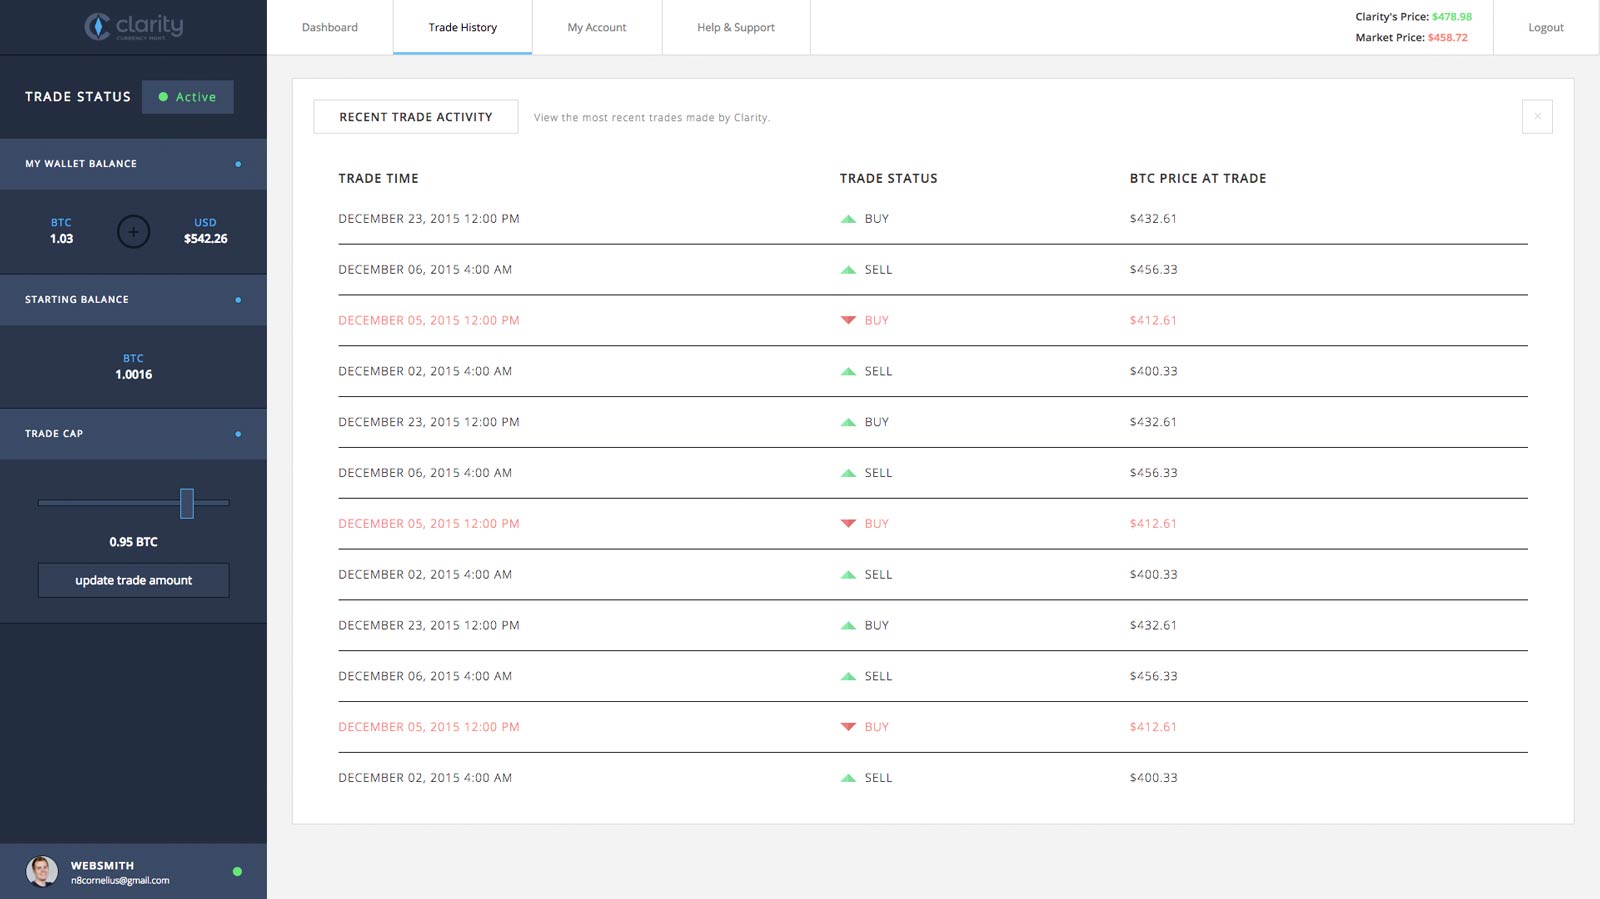 clarity
CURRENCY MGMT.
Dashboard
Trade History
My Account
Help & Support
Clarity's Price: $478.98
Market Price: $458.72
Logout
TRADE STATUS
Active
MY WALLET BALANCE
BTC
1.03
+
USD
$542.26
STARTING BALANCE
BTC
1.0016
TRADE CAP
0.95 BTC
update trade amount
WEBSMITH
n8cornelius@gmail.com
RECENT TRADE ACTIVITY
View the most recent trades made by Clarity.
×
TRADE TIME TRADE STATUS BTC PRICE AT TRADE
DECEMBER 23, 2015 12:00 PM BUY $432.61
DECEMBER 06, 2015 4:00 AM SELL $456.33
DECEMBER 05, 2015 12:00 PM BUY $412.61
DECEMBER 02, 2015 4:00 AM SELL $400.33
DECEMBER 23, 2015 12:00 PM BUY $432.61
DECEMBER 06, 2015 4:00 AM SELL $456.33
DECEMBER 05, 2015 12:00 PM BUY $412.61
DECEMBER 02, 2015 4:00 AM SELL $400.33
DECEMBER 23, 2015 12:00 PM BUY $432.61
DECEMBER 06, 2015 4:00 AM SELL $456.33
DECEMBER 05, 2015 12:00 PM BUY $412.61
DECEMBER 02, 2015 4:00 AM SELL $400.33